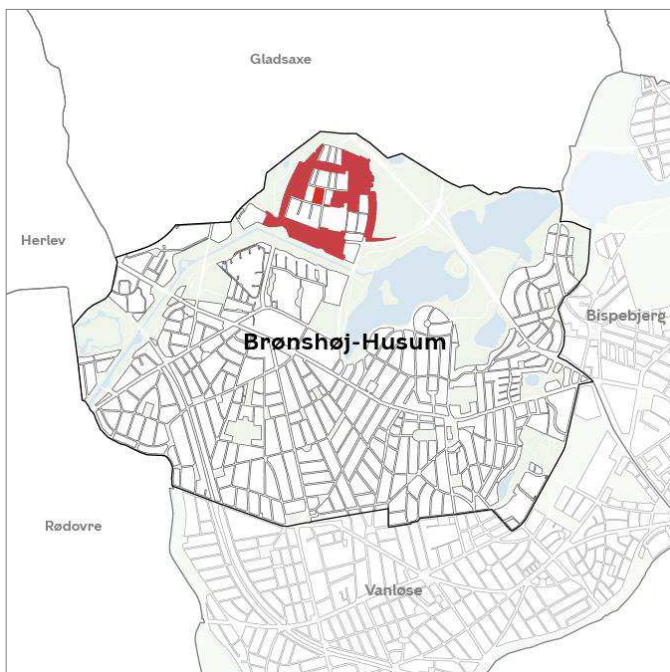 Gladsaxe
Herlev
Bispebjerg
Brønshøj-Husum
Rødovre
Vanløse